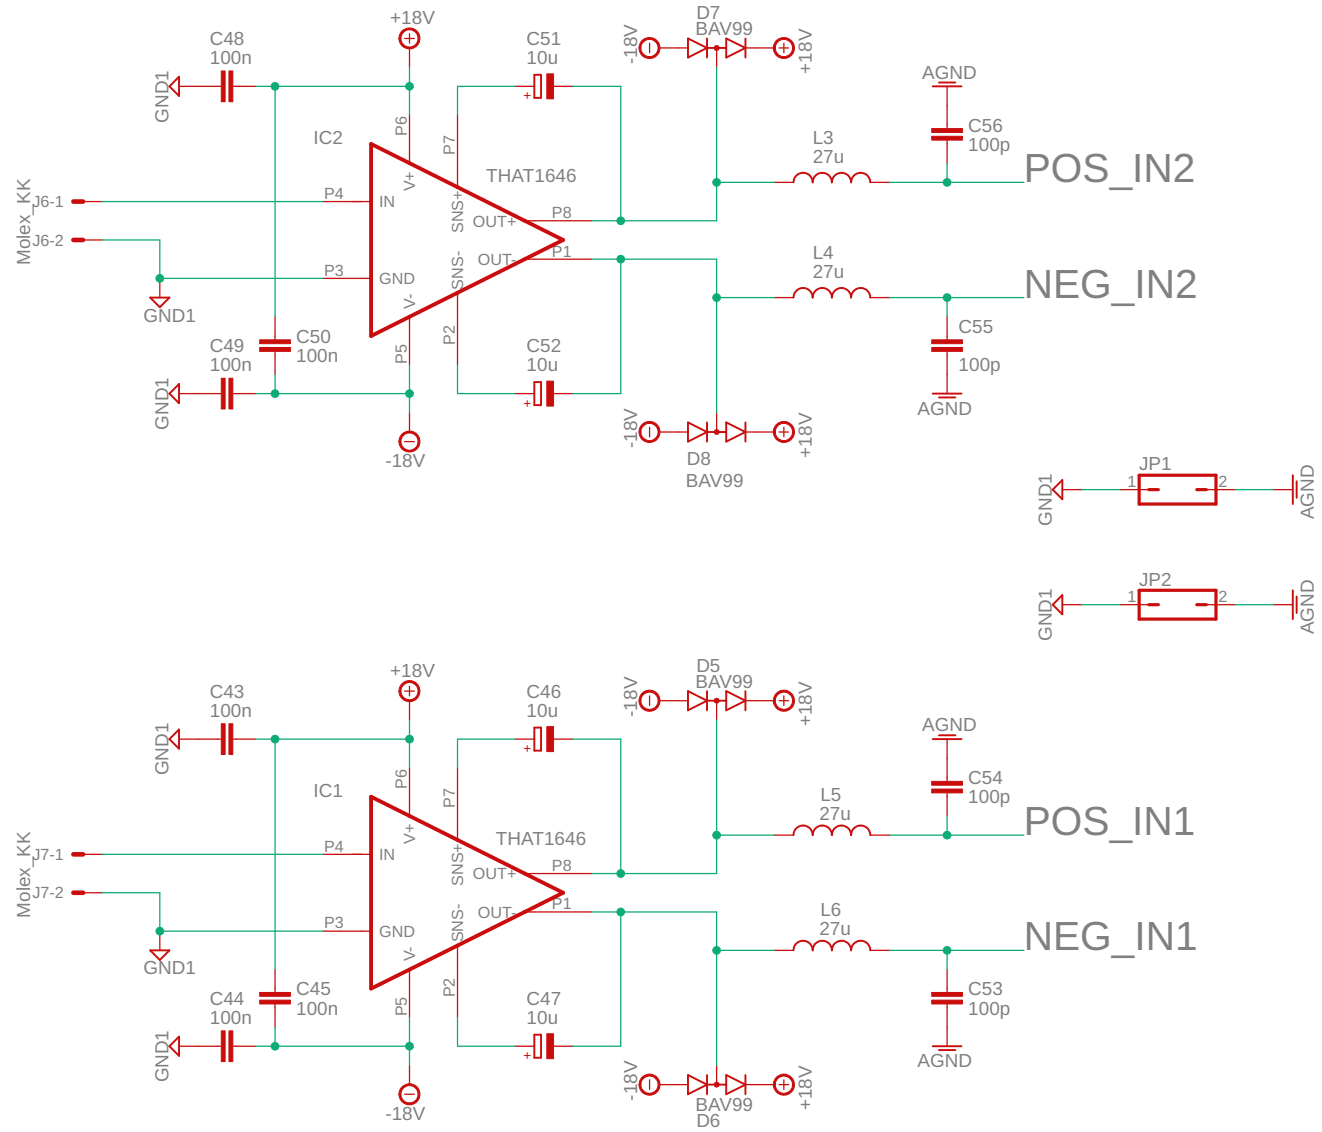 +18V
C48
100n
GND1
C51
10u
-18V
D7
BAV99
+18V
AGND
C56
100p
IC2
P6
P7
THAT1646
L3
27u
POS_IN2
Molex_KK
J6-1
J6-2
P4
IN
V+
SNS+
OUT+
P8
P3
GND
V-
SNS-
OUT-
P1
GND1
L4
27u
NEG_IN2
C49
100n
C50
100n
GND1
P5
P2
C52
10u
C55
100p
AGND
-18V
-18V
+18V
D8
BAV99
GND1
1
JP1
2
AGND
GND1
1
JP2
2
AGND
+18V
C43
100n
GND1
C46
10u
-18V
D5
BAV99
+18V
AGND
C54
100p
IC1
P6
P7
THAT1646
L5
27u
POS_IN1
Molex_KK
J7-1
J7-2
P4
IN
V+
SNS+
OUT+
P8
P3
GND
V-
SNS-
OUT-
P1
GND1
L6
27u
NEG_IN1
C44
100n
C45
100n
GND1
P5
P2
C47
10u
C53
100p
AGND
-18V
-18V
+18V
BAV99
D6